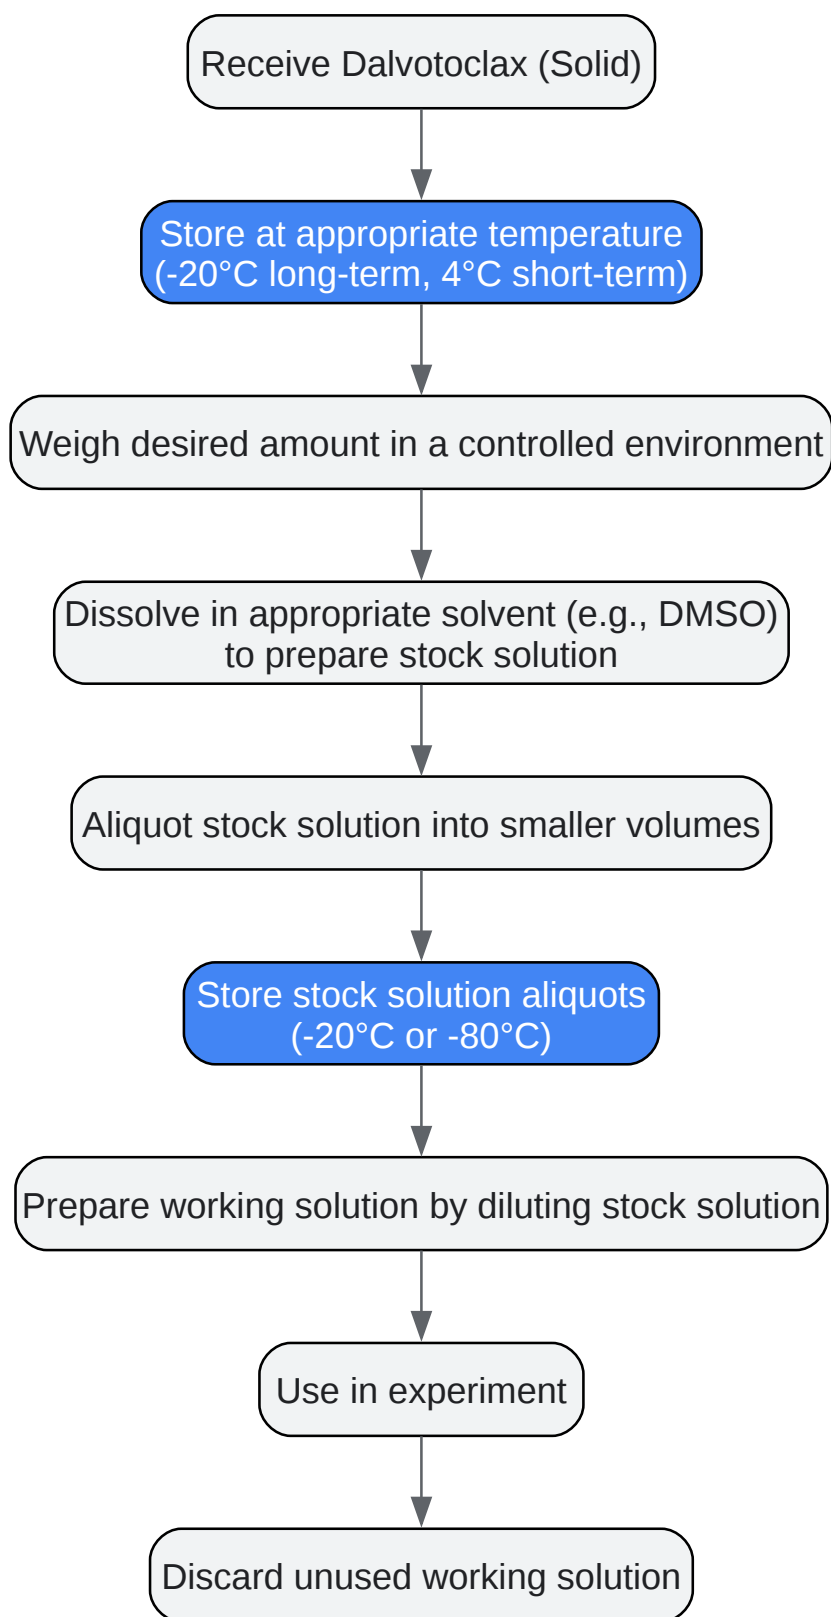 Receive Dalvotoclax (Solid)
Store at appropriate temperature
(-20°C long-term, 4°C short-term)
Weigh desired amount in a controlled environment
Dissolve in appropriate solvent (e.g., DMSO)
to prepare stock solution
Aliquot stock solution into smaller volumes
Store stock solution aliquots
(-20°C or -80°C)
Prepare working solution by diluting stock solution
Use in experiment
Discard unused working solution